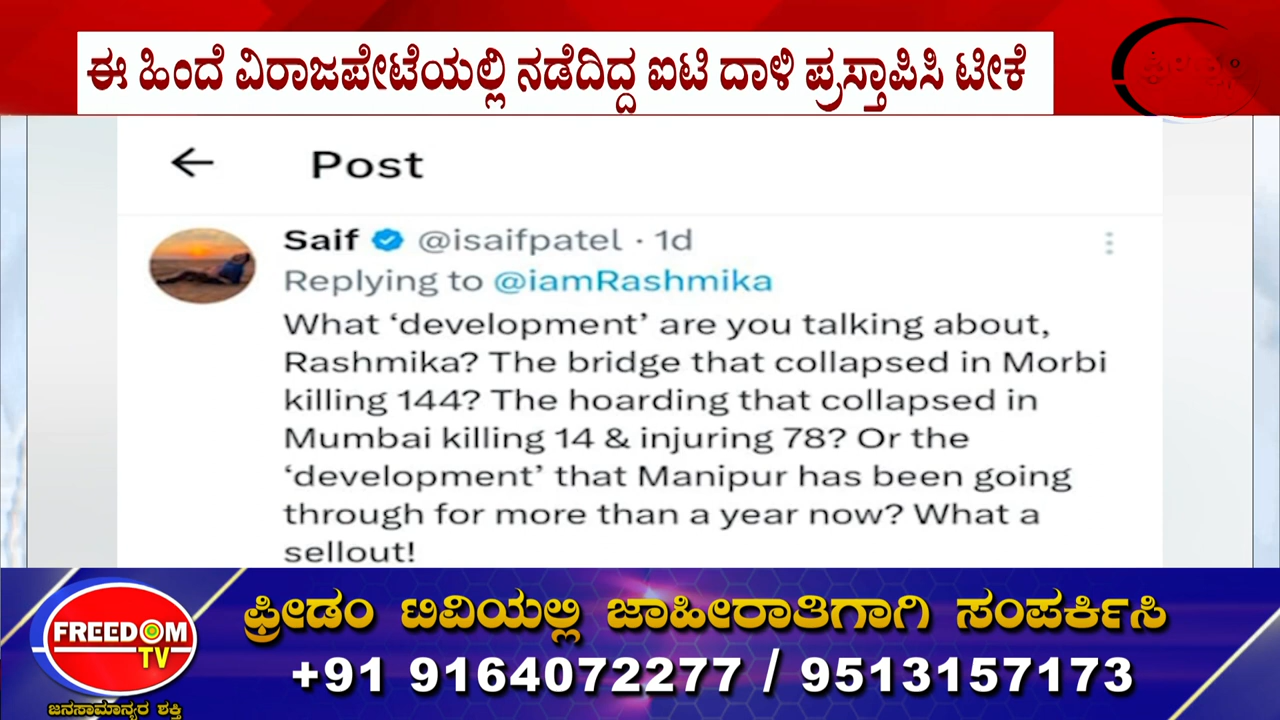 ಈ ಹಿಂದೆ ವಿರಾಜಪೇಟೆಯಲ್ಲಿ ನಡೆದಿದ್ದ ಐಟಿ ದಾಳಿ ಪ್ರಸ್ತಾಪಿಸಿ ಟೀಕೆ
Post
Saif @isaifpatel · 1d
Replying to @iamRashmika
What ‘development’ are you talking about,
Rashmika? The bridge that collapsed in Morbi
killing 144? The hoarding that collapsed in
Mumbai killing 14 & injuring 78? Or the
‘development’ that Manipur has been going
through for more than a year now? What a
sellout!
FREEDOM
TV
ಜನಸಾಮಾನ್ಯರ ಶಕ್ತಿ
ಫ್ರೀಡಂ ಟಿವಿಯಲ್ಲಿ ಜಾಹೀರಾತಿಗಾಗಿ ಸಂಪರ್ಕಿಸಿ
+91 9164072277 / 9513157173